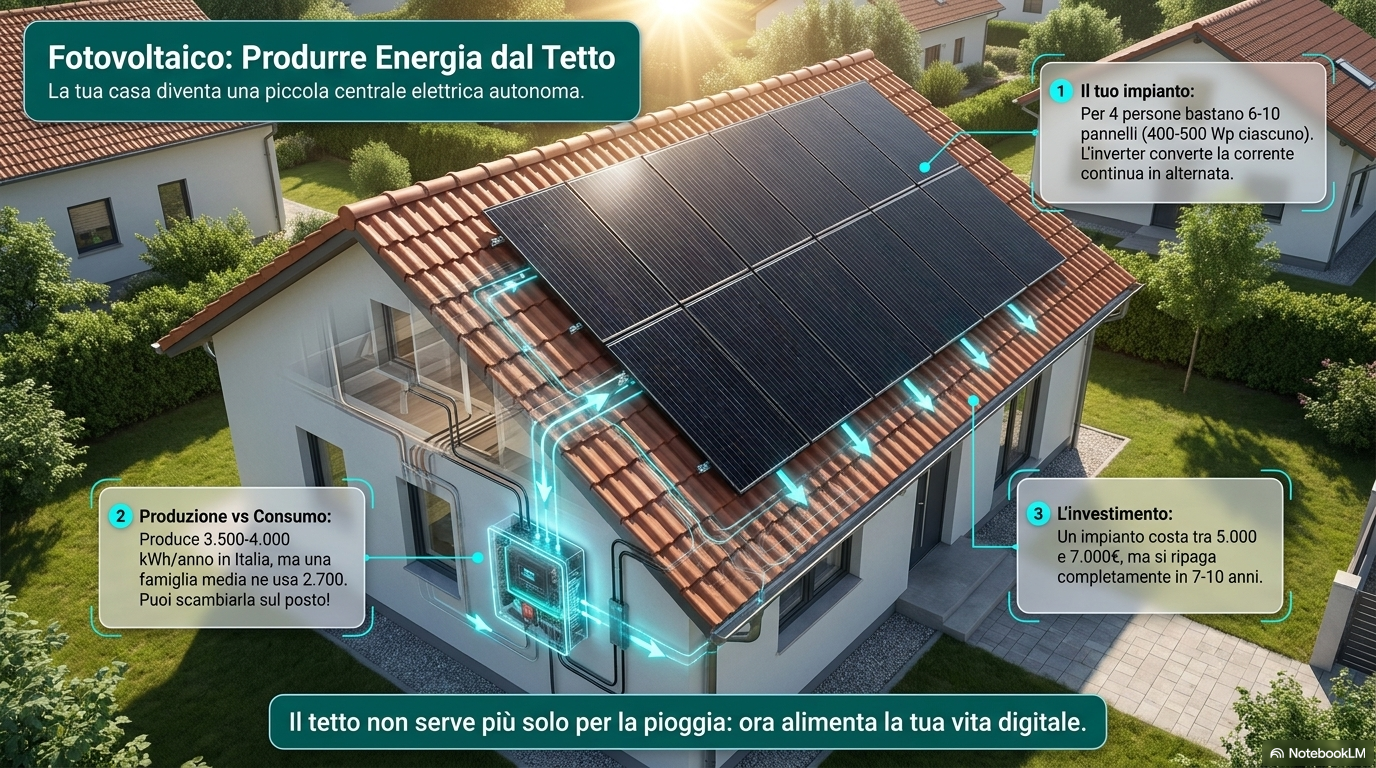 Fotovoltaico: Produrre Energia dal Tetto
La tua casa diventa una piccola centrale elettrica autonoma.
1 Il tuo impianto:
Per 4 persone bastano 6-10
pannelli (400-500 Wp ciascuno).
L'inverter converte la corrente
continua in alternata.
2 Produzione vs Consumo:
Produce 3.500-4.000
kWh/anno in Italia, ma una
famiglia media ne usa 2.700.
Puoi scambiarla sul posto!
3 L'investimento:
Un impianto costa tra 5.000
e 7.000€, ma si ripaga
completamente in 7-10 anni.
Il tetto non serve più solo per la pioggia: ora alimenta la tua vita digitale.
NotebookLM